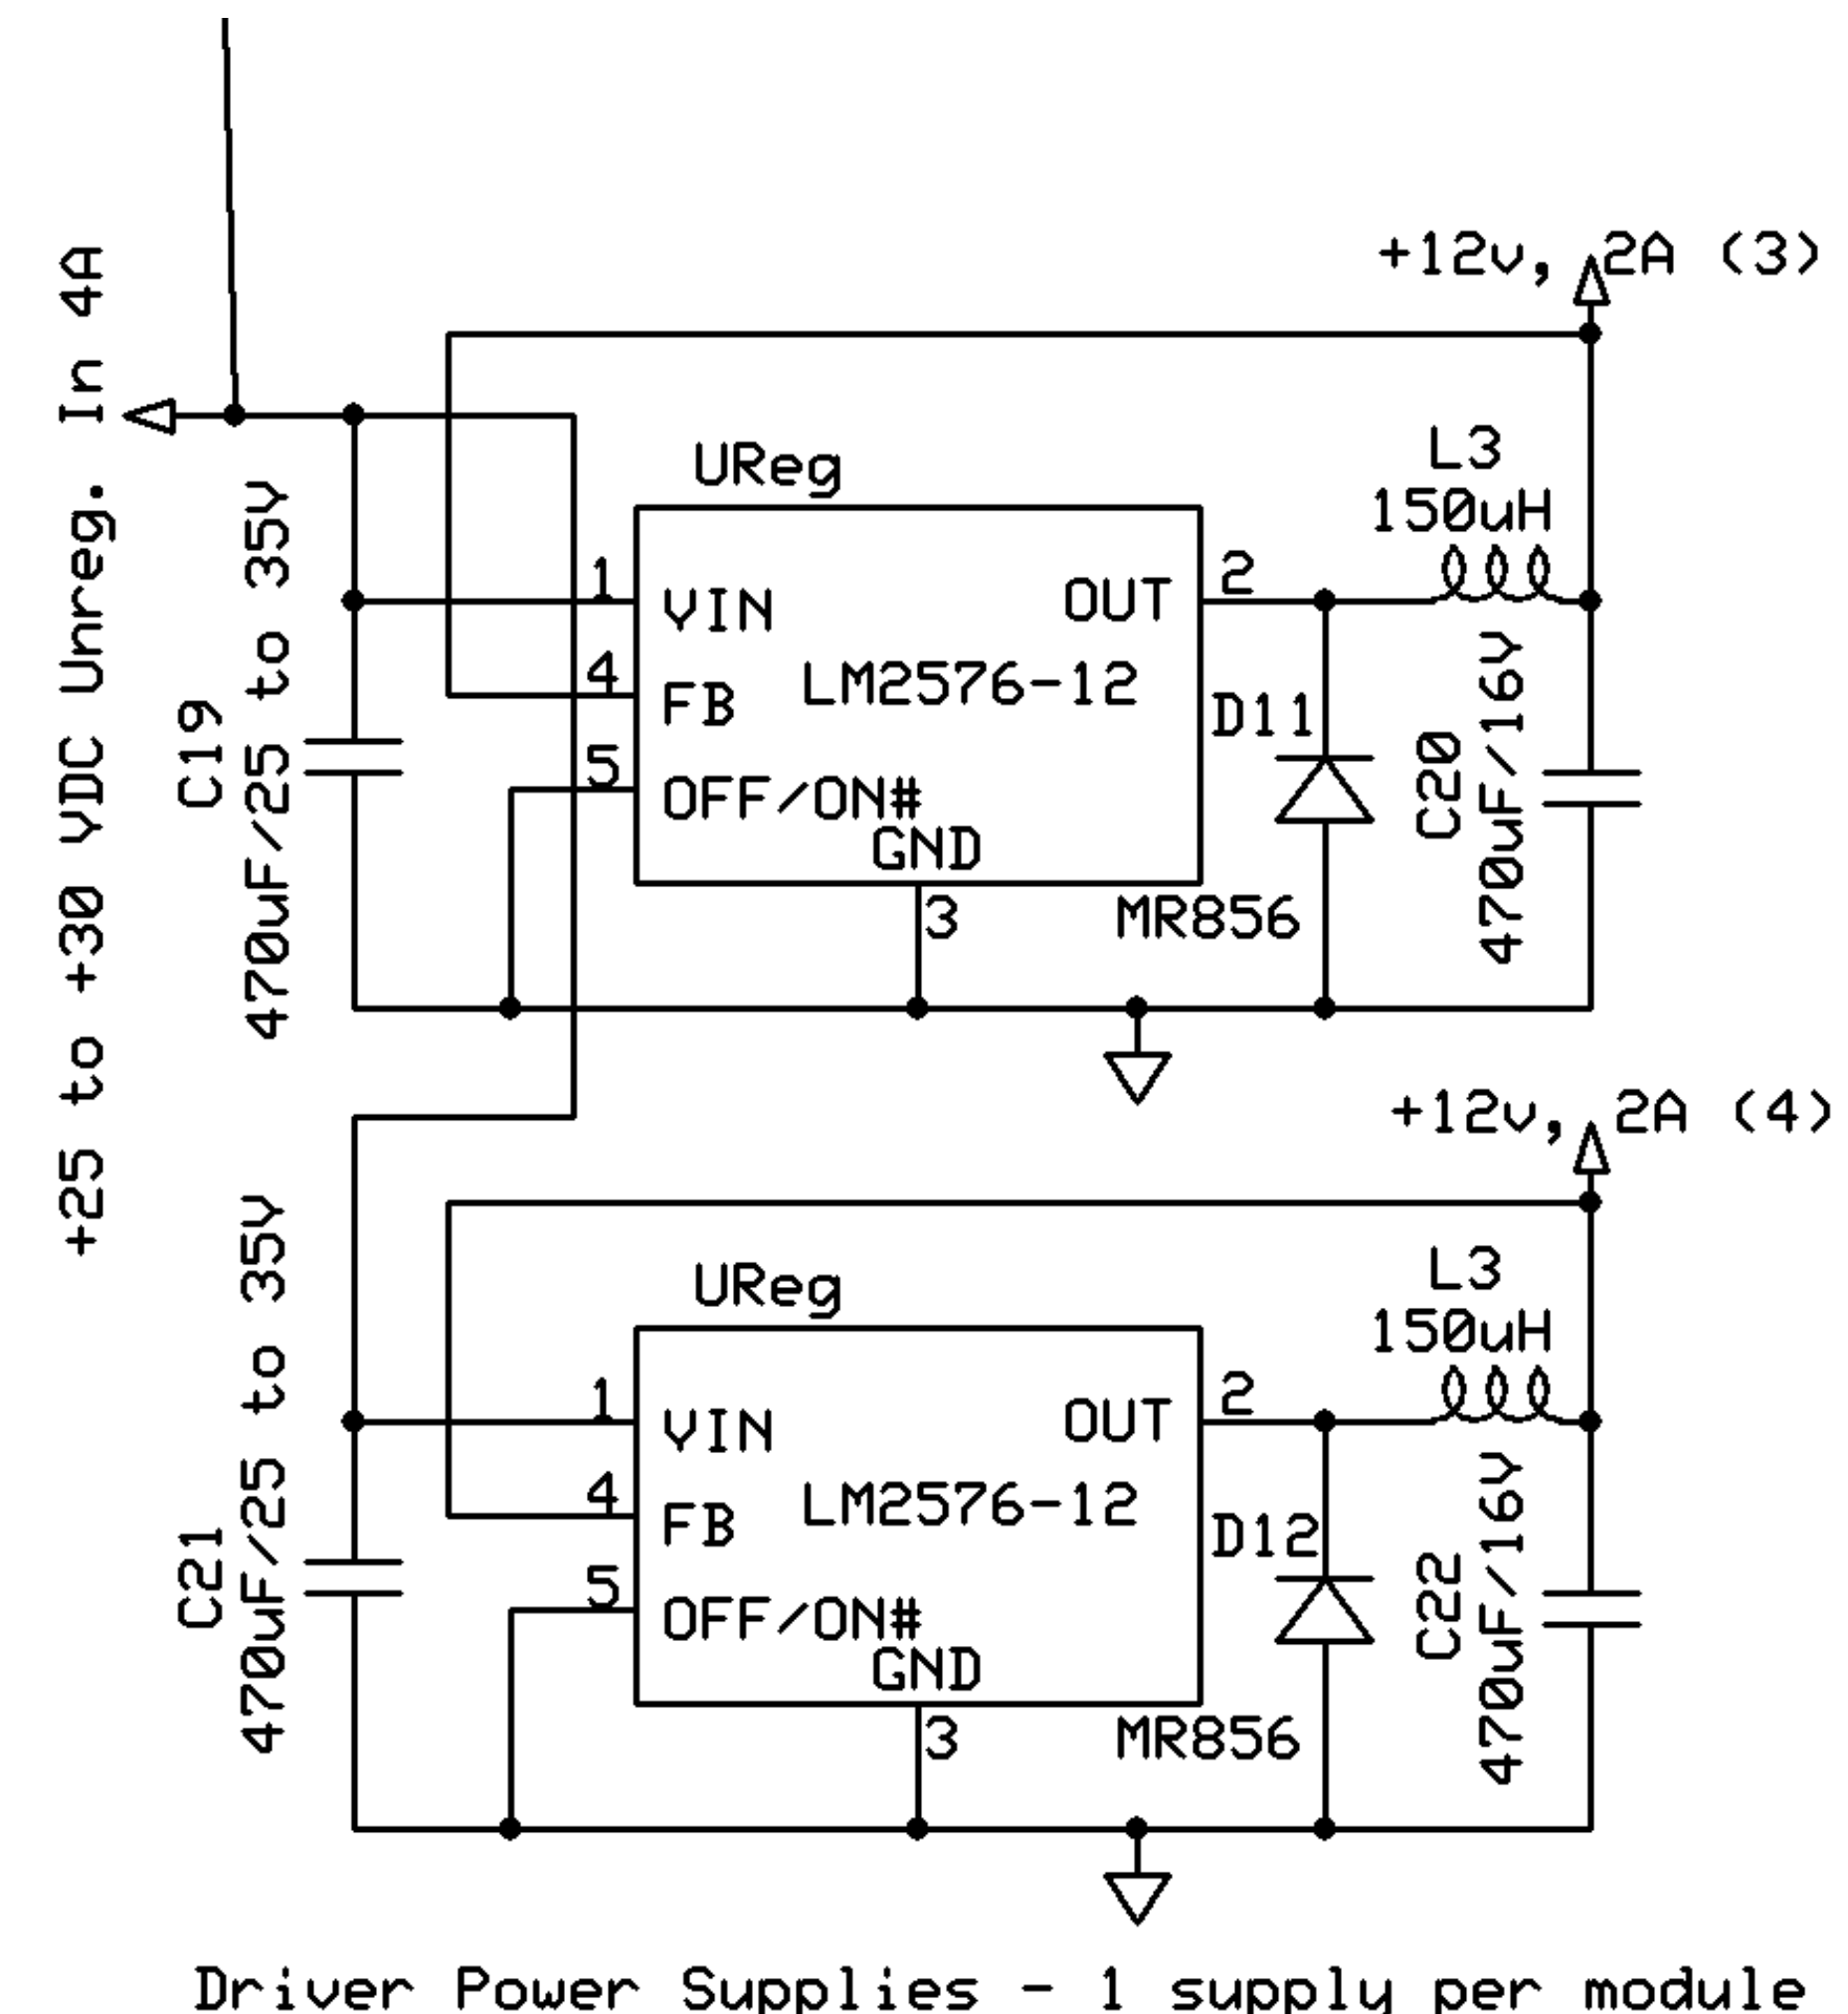 +25 to +30 VDC Unreg. In 4A
+12v, 2A (3)
UReg
L3
150uH
C19
470uF/25 to 35V
1
VIN
OUT
2
4
FB
LM2576-12
D11
5
OFF/ON#
GND
3
MR856
C20
470uF/16V
+12v, 2A (4)
UReg
L3
150uH
C21
470uF/25 to 35V
1
VIN
OUT
2
4
FB
LM2576-12
D12
5
OFF/ON#
GND
3
MR856
C22
470uF/16V
Driver Power Supplies - 1 supply per module